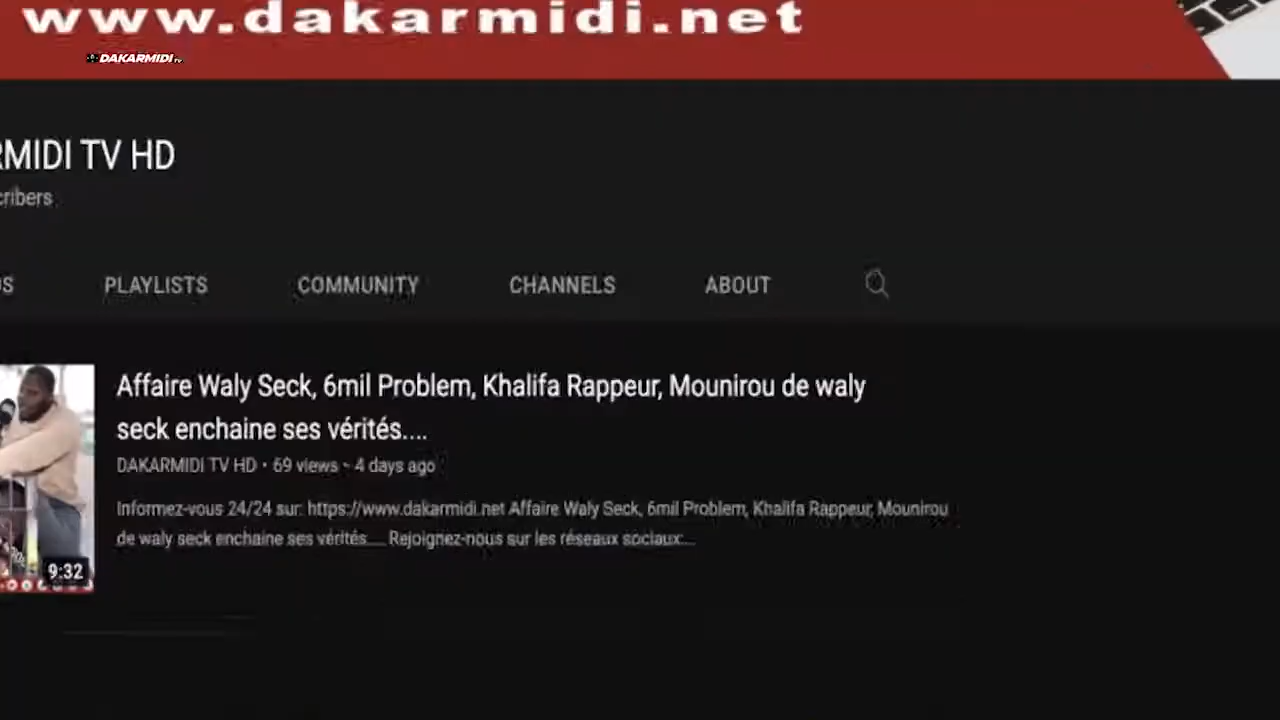 www.dakarmidi.net
DAKARMIDI TV
RMIDI TV HD
cribers
PLAYLISTS COMMUNITY CHANNELS ABOUT
Affaire Waly Seck, 6mil Problem, Khalifa Rappeur, Mounirou de waly
seck enchaine ses vérités....
DAKARMIDI TV HD • 69 views • 4 days ago
Informez-vous 24/24 sur: https://www.dakarmidi.net Affaire Waly Seck, 6mil Problem, Khalifa Rappeur, Mounirou
de waly seck enchaine ses vérités.... Rejoignez-nous sur les réseaux sociaux:...
9:32